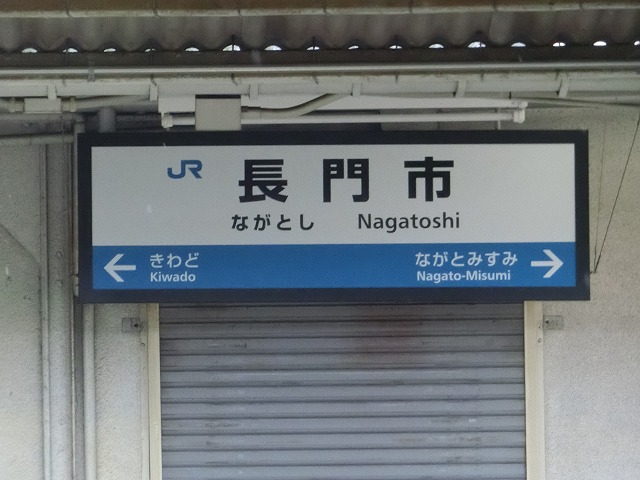 JR 長門市
ながとし Nagatoshi
← きわど
Kiwado
ながとみすみ →
Nagato-Misumi